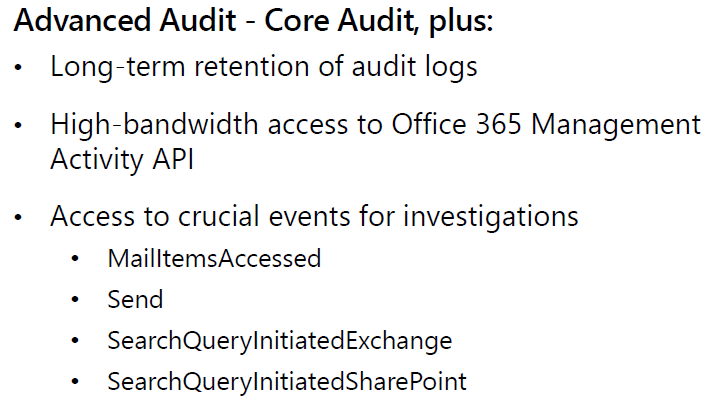 Advanced Audit - Core Audit, plus:
• Long-term retention of audit logs
• High-bandwidth access to Office 365 Management
Activity API
• Access to crucial events for investigations
• MailItemsAccessed
• Send
• SearchQueryInitiatedExchange
• SearchQueryInitiatedSharePoint